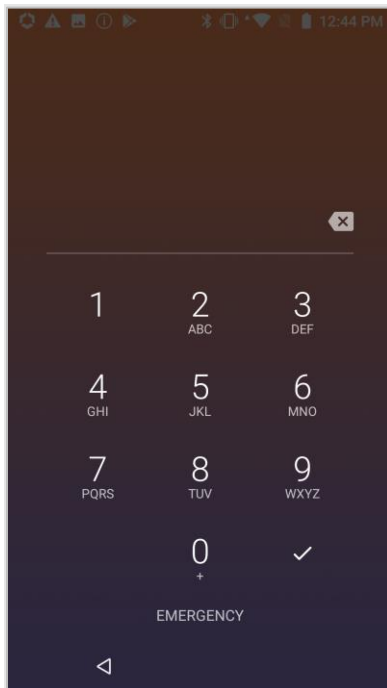 12:44 PM
1 2 3
ABC DEF
4 5 6
GHI JKL MNO
7 8 9
PQRS TUV WXYZ
0
+
EMERGENCY